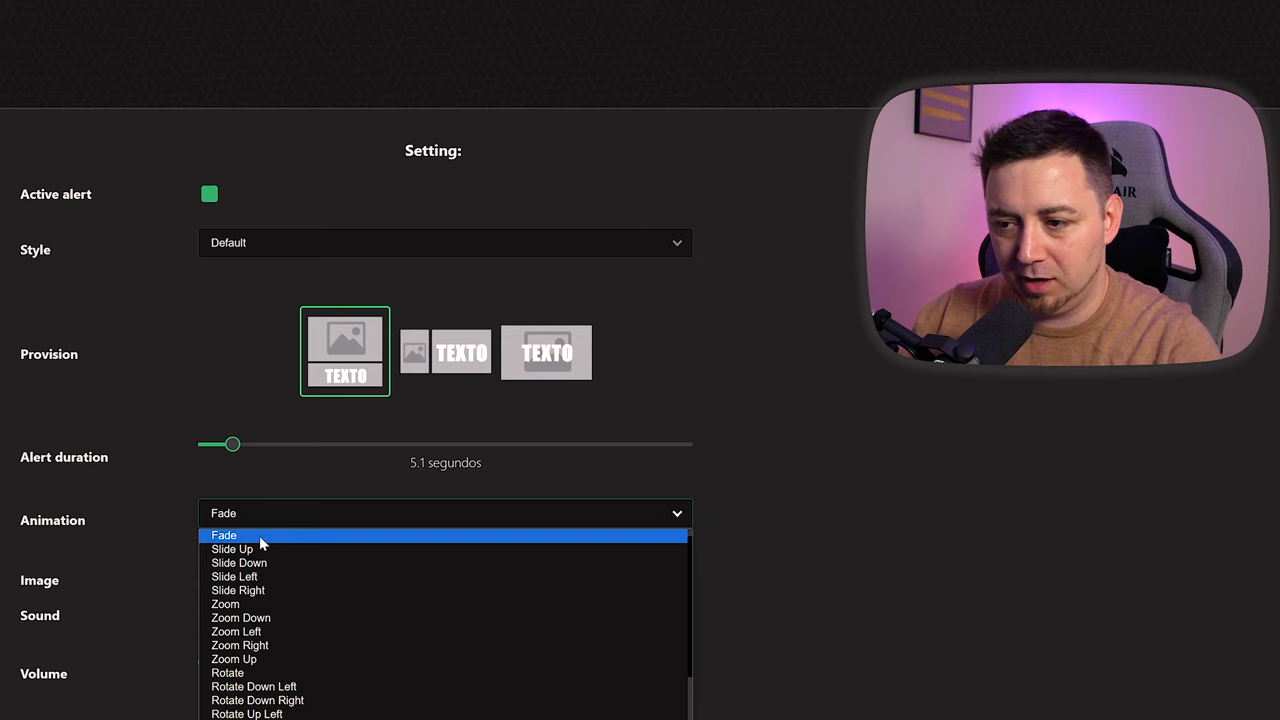 Setting:
Active alert
Style
Default
Provision
TEXTO
TEXTO
TEXTO
Alert duration
5.1 segundos
Animation
Fade
Fade
Slide Up
Slide Down
Slide Left
Slide Right
Zoom
Zoom Down
Zoom Left
Zoom Right
Zoom Up
Rotate
Rotate Down Left
Rotate Down Right
Rotate Up Left
Image
Sound
Volume
AIR